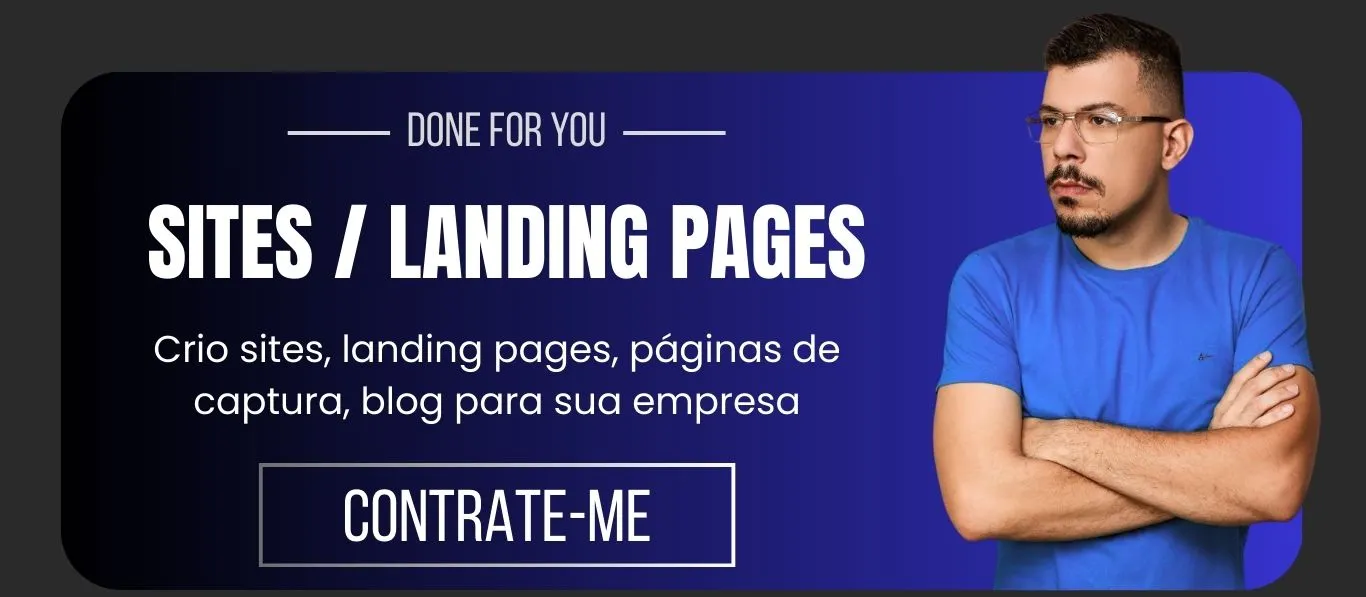 DONE FOR YOU
SITES / LANDING PAGES
Crio sites, landing pages, páginas de
captura, blog para sua empresa
CONTRATE-ME